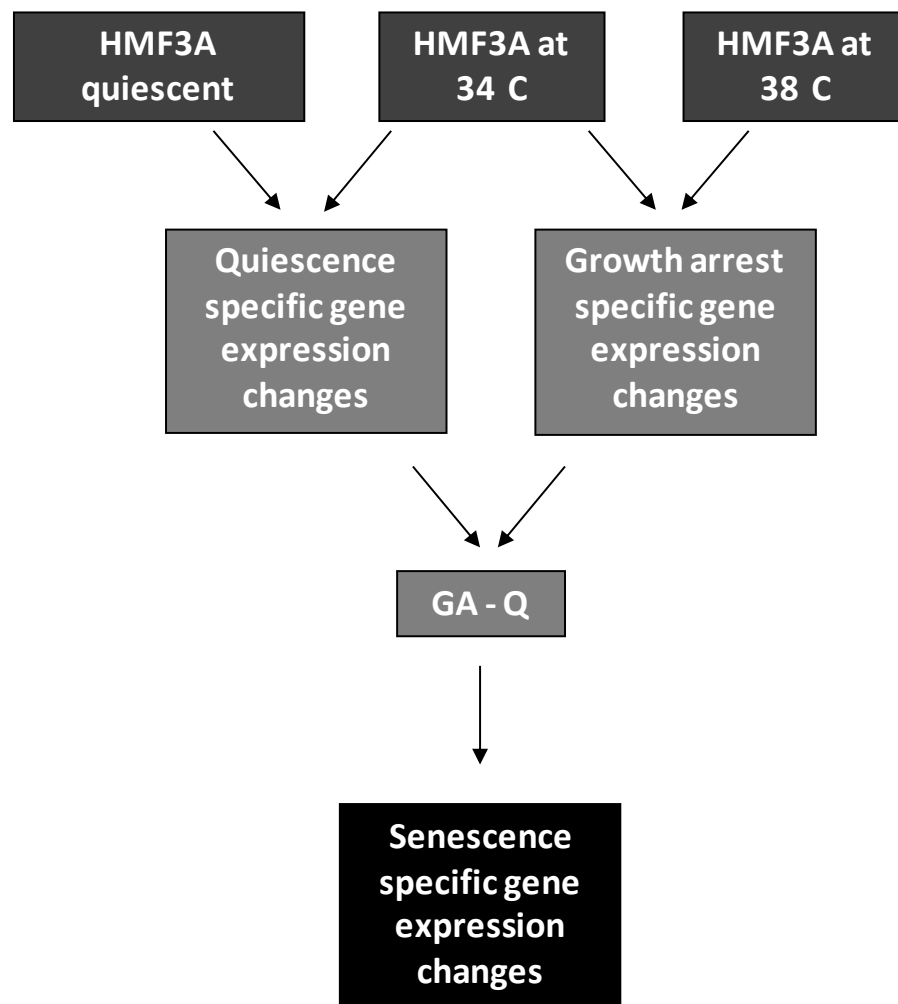 HMF3A
quiescent
HMF3A at
34 C
HMF3A at
38 C
Quiescence
specific gene
expression
changes
Growth arrest
specific gene
expression
changes
GA - Q
Senescence
specific gene
expression
changes